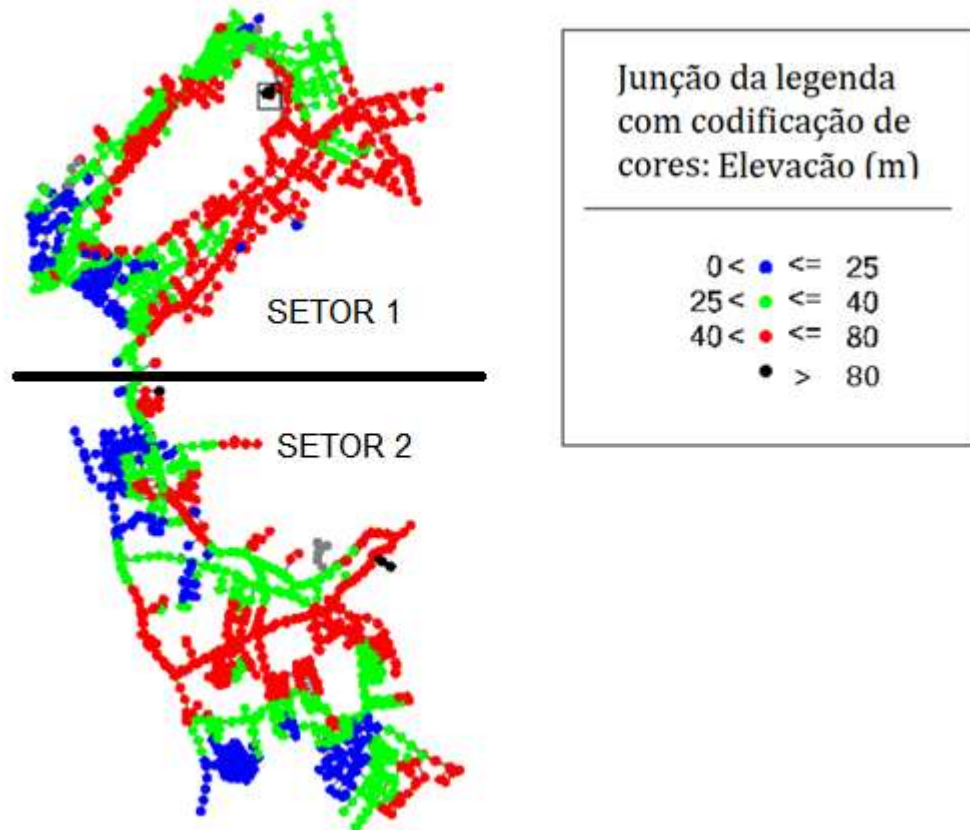 SETOR 1
SETOR 2
Junção da legenda
com codificação de
cores: Elevacão (m)
0 < <= 25
25 < <= 40
40 < <= 80
> 80